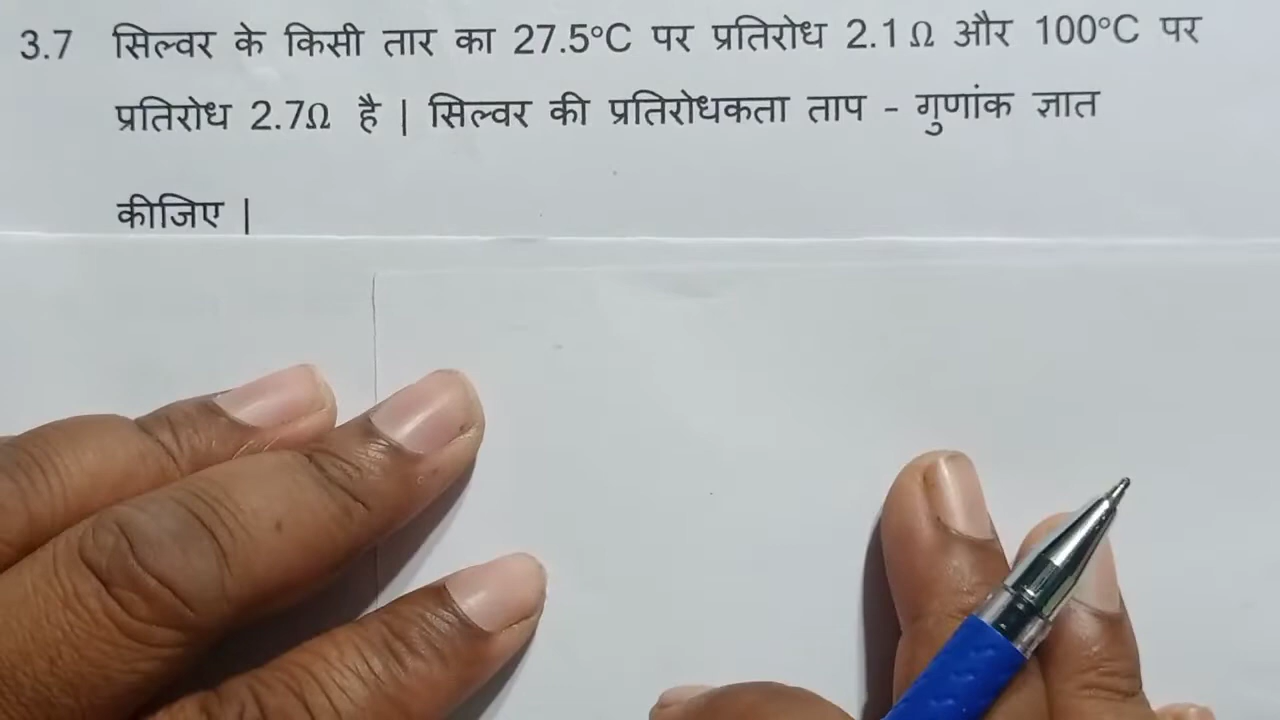 3.7 सिल्वर के किसी तार का 27.5°C पर प्रतिरोध 2.1 Ω और 100°C पर
प्रतिरोध 2.7Ω है | सिल्वर की प्रतिरोधकता ताप - गुणांक ज्ञात
कीजिए |